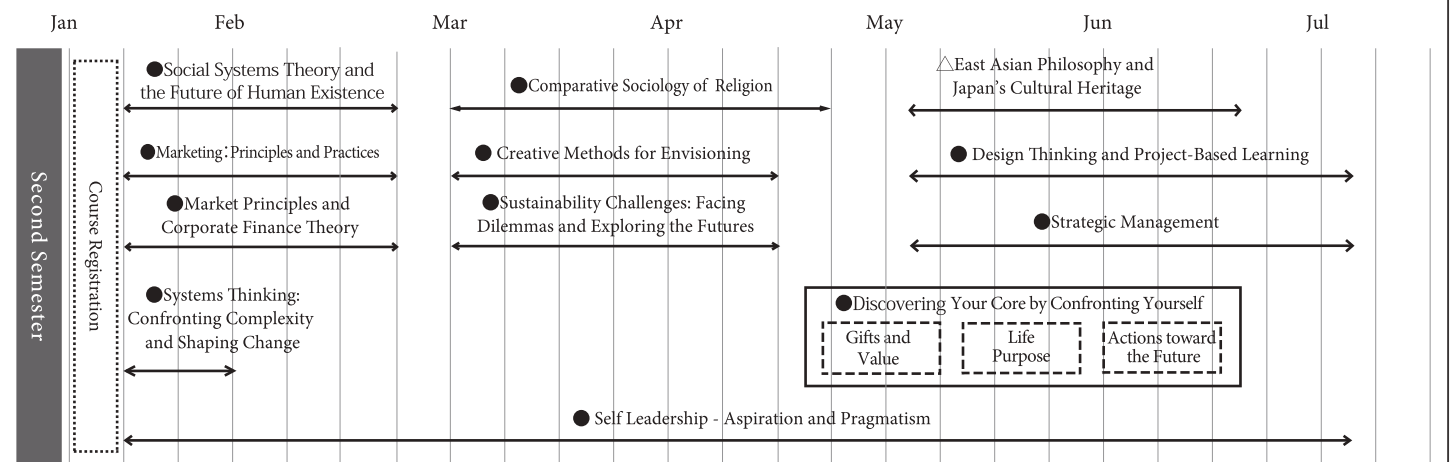 Jan Feb Mar Apr May Jun Jul
Second Semester
Course Registration
●Social Systems Theory and
the Future of Human Existence
●Marketing：Principles and Practices
●Market Principles and
Corporate Finance Theory
●Systems Thinking:
Confronting Complexity
and Shaping Change
●Comparative Sociology of Religion
● Creative Methods for Envisioning
●Sustainability Challenges: Facing
Dilemmas and Exploring the Futures
△East Asian Philosophy and
Japan's Cultural Heritage
● Design Thinking and Project-Based Learning
●Strategic Management
●Discovering Your Core by Confronting Yourself
Gifts and
Value
Life
Purpose
Actions toward
the Future
● Self Leadership - Aspiration and Pragmatism